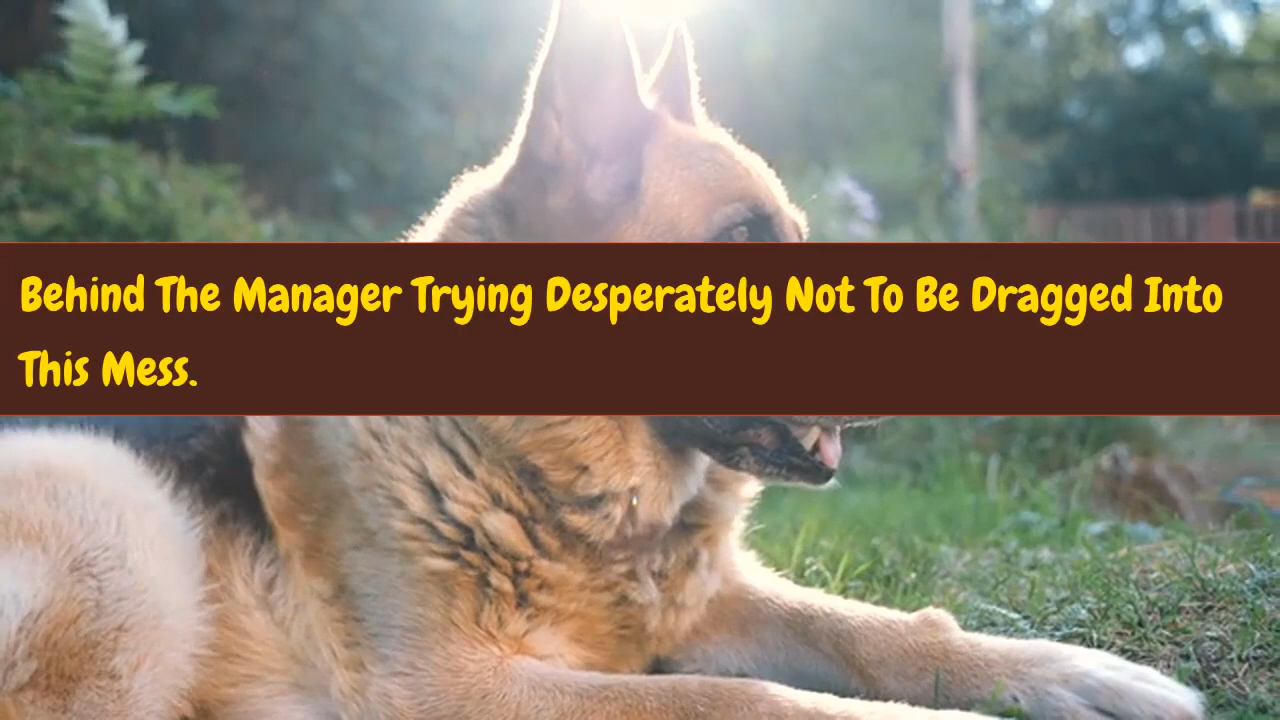 Behind The Manager Trying Desperately Not To Be Dragged Into
This Mess.